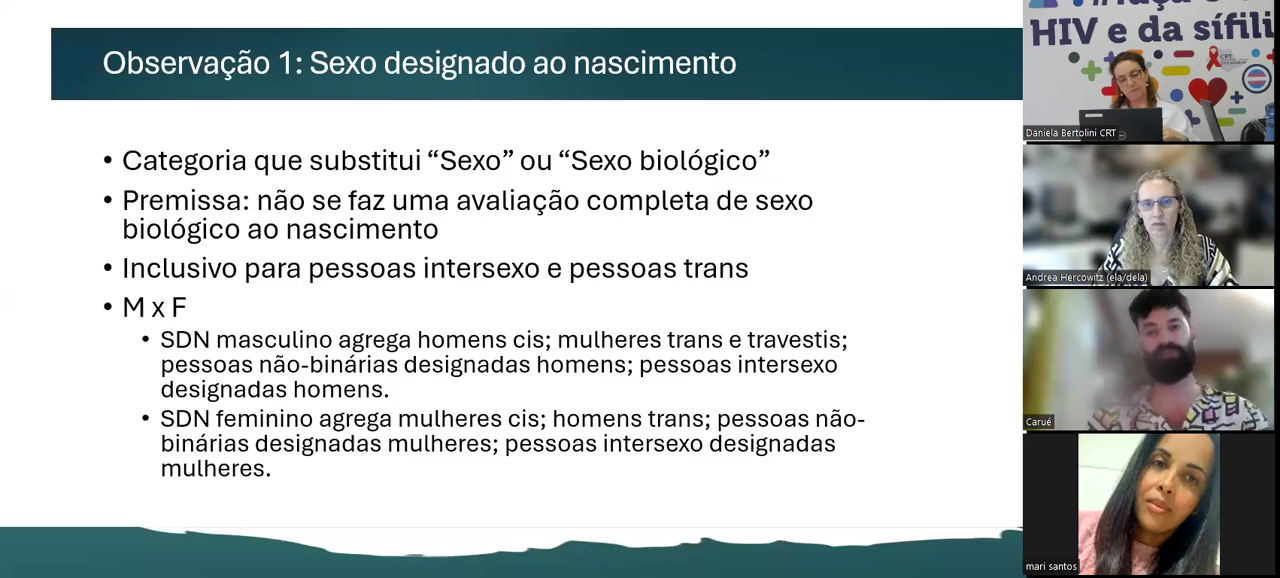 Observação 1: Sexo designado ao nascimento
• Categoria que substitui “Sexo” ou “Sexo biológico”
• Premissa: não se faz uma avaliação completa de sexo
biológico ao nascimento
• Inclusivo para pessoas intersexo e pessoas trans
• M x F
• SDN masculino agrega homens cis; mulheres trans e travestis;
pessoas não-binárias designadas homens; pessoas intersexo
designadas homens.
• SDN feminino agrega mulheres cis; homens trans; pessoas não-
binárias designadas mulheres; pessoas intersexo designadas
mulheres.
HIV e da sífili
CRT
Daniela Bertolini CRT
Andrea Hercowitz (ela/dela)
Carué
mari santos